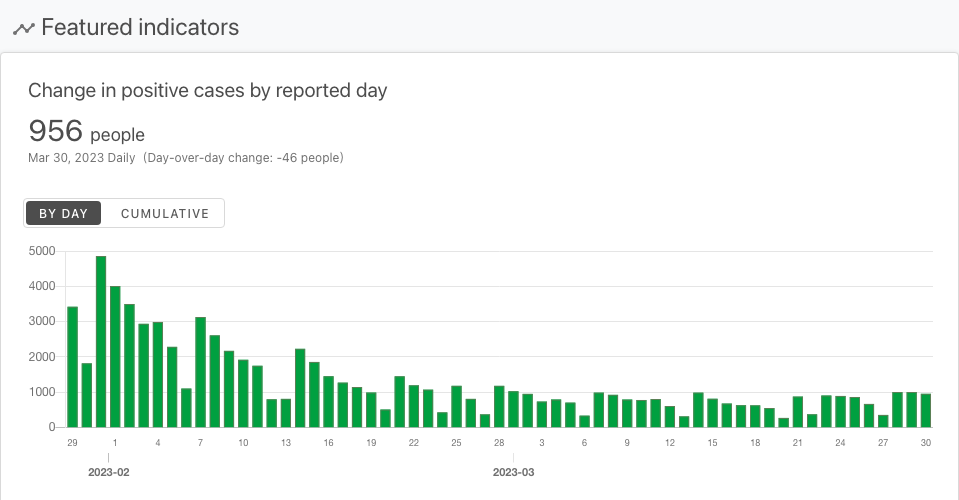 Featured indicators
Change in positive cases by reported day
956 people
Mar 30, 2023 Daily (Day-over-day change: -46 people)
BY DAY CUMULATIVE
5000
4000
3000
2000
1000
0
29 1 4 7 10 13 16 19 22 25 28 3 6 9 12 15 18 21 24 27 30
2023-02 2023-03